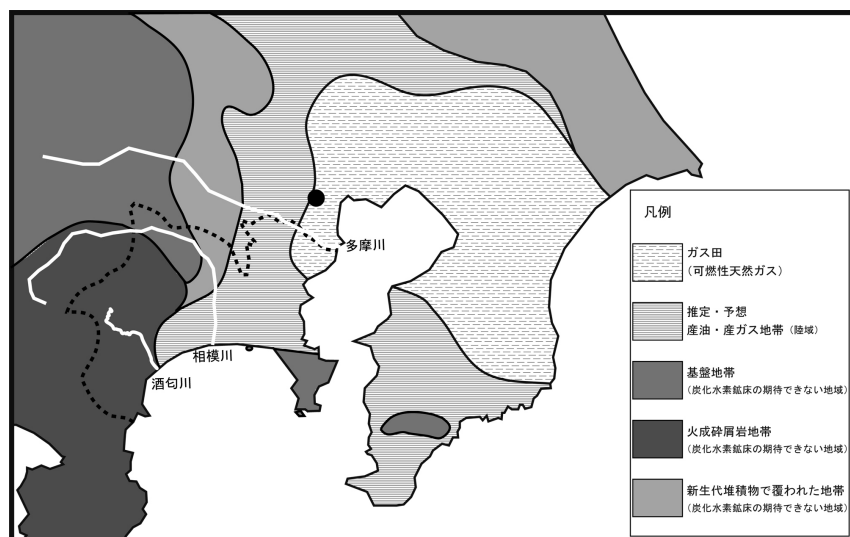 多摩川
相模川
酒匂川
凡例
ガス田
(可燃性天然ガス)
推定・予想
産油・産ガス地帯(陸域)
基盤地帯
(炭化水素鉱床の期待できない地域)
火成砕屑岩地帯
(炭化水素鉱床の期待できない地域)
新生代堆積物で覆われた地帯
(炭化水素鉱床の期待できない地域)